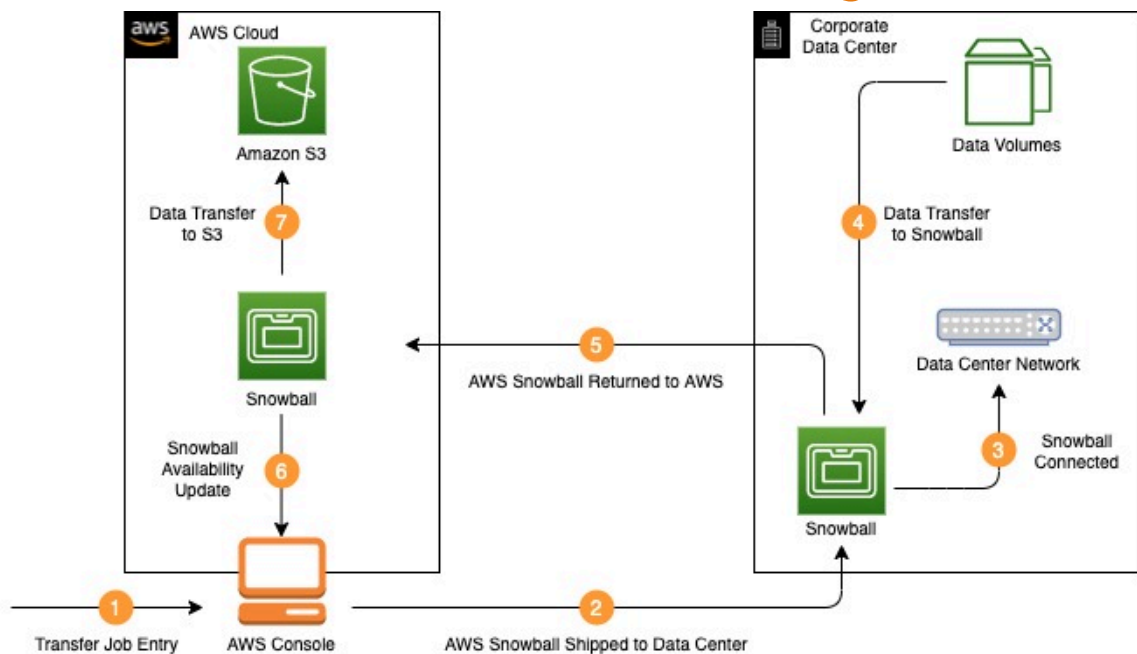 aws
AWS Cloud
Amazon S3
Data Transfer
to S3
7
Snowball
Snowball
Availability
Update
6
1
Transfer Job Entry
AWS Console
2
AWS Snowball Shipped to Data Center
5
AWS Snowball Returned to AWS
Corporate
Data Center
Data Volumes
4
Data Transfer
to Snowball
Data Center Network
3
Snowball
Connected
Snowball